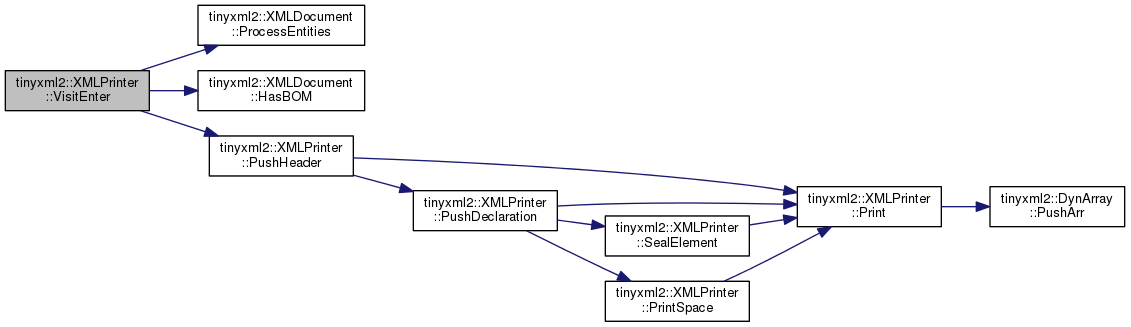 tinyxml2::XMLDocument
::ProcessEntities
tinyxml2::XMLPrinter
::VisitEnter
tinyxml2::XMLDocument
::HasBOM
tinyxml2::XMLPrinter
::PushHeader
tinyxml2::XMLPrinter
::PushDeclaration
tinyxml2::XMLPrinter
::SealElement
tinyxml2::XMLPrinter
::PrintSpace
tinyxml2::XMLPrinter
::Print
tinyxml2::DynArray
::PushArr